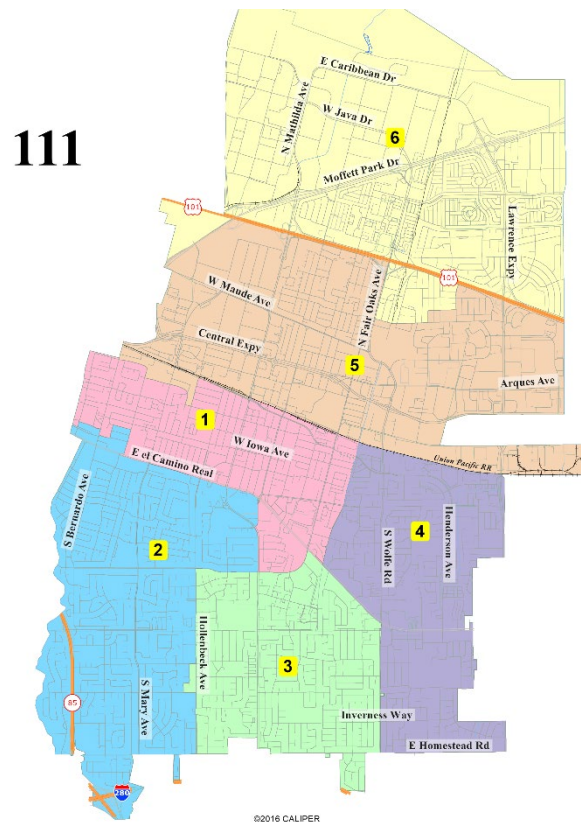 E Caribbean Dr
N Mathilda Ave
W Java Dr
6
111
Moffett Park Dr
101
Lawrence Expy
W Maude Ave
N Fair Oaks Ave
101
Central Expy
5
Arques Ave
1
W Iowa Ave
E el Camino Real
Union Pacific RR
S Bernardo Ave
2
S Wolfe Rd
4
Henderson Ave
Hollenbeck Ave
3
S Mary Ave
85
Inverness Way
E Homestead Rd
280
©2016 CALIPER